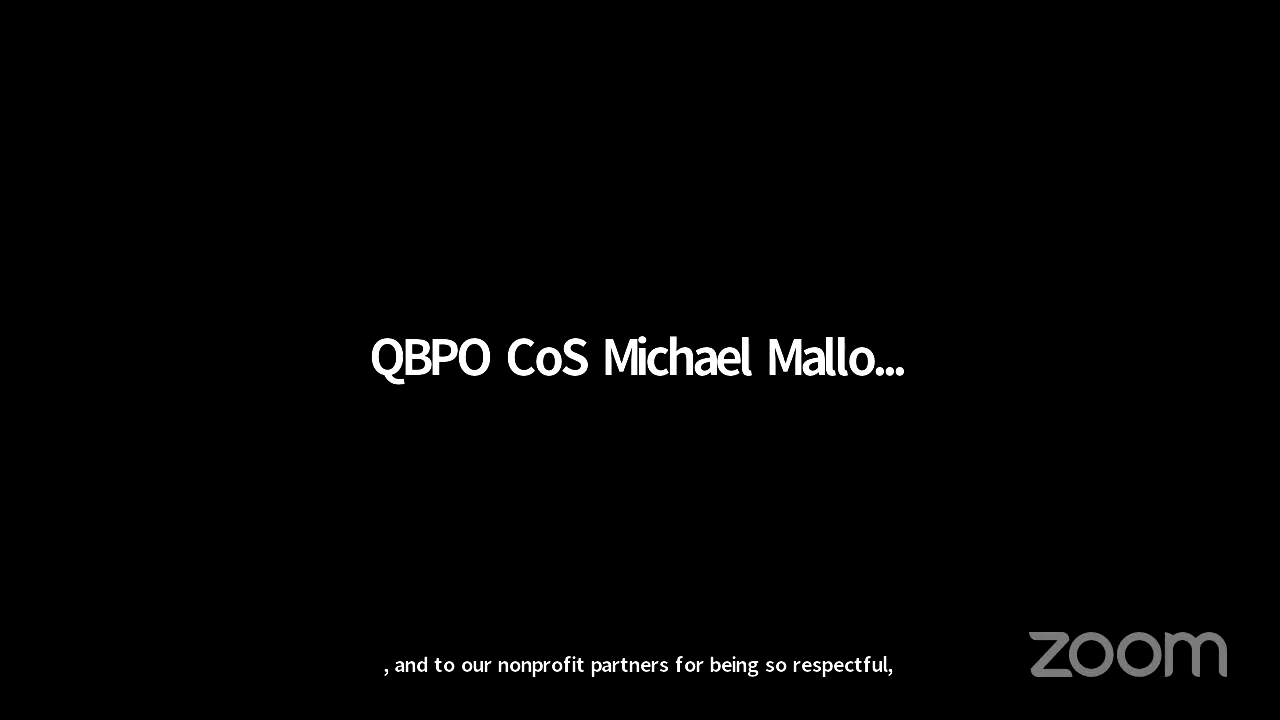 QBPO CoS Michael Mallo...
, and to our nonprofit partners for being so respectful,
zoom